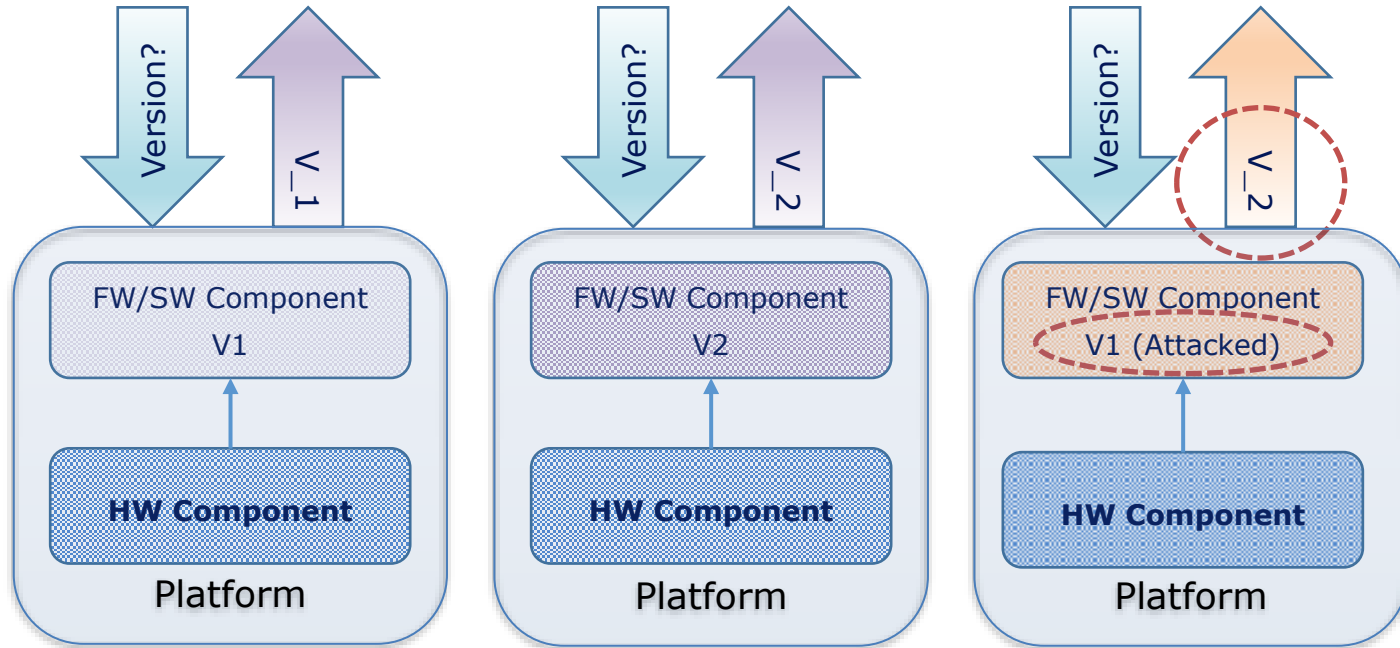 Version?
V_1
FW/SW Component
V1
HW Component
Platform
Version?
V_2
FW/SW Component
V2
HW Component
Platform
Version?
V_2
FW/SW Component
V1 (Attacked)
HW Component
Platform